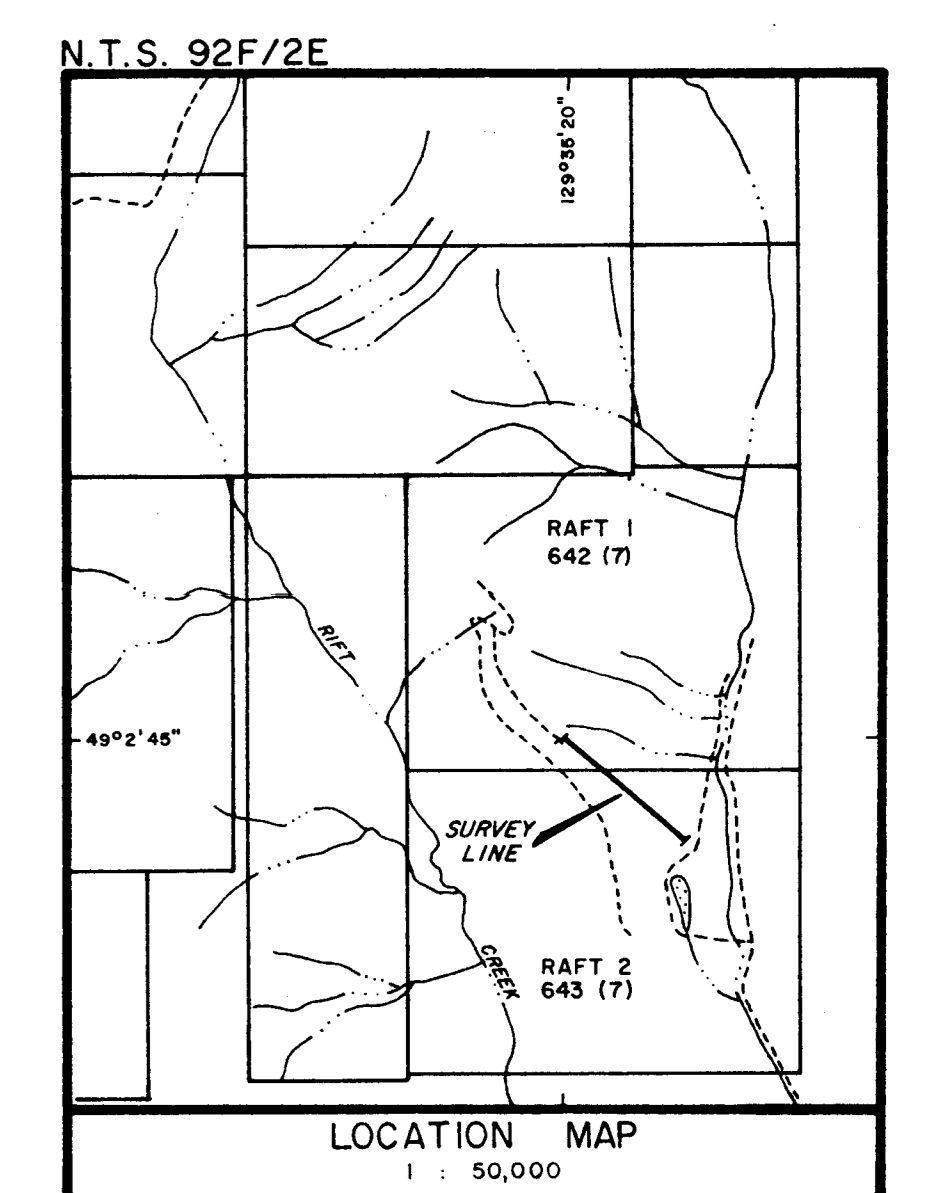 N.T.S. 92F/2E
129°36'20"
RAFT 1
642 (7)
RIFT
49°2'45"
SURVEY
LINE
CREEK
RAFT 2
643 (7)
LOCATION MAP
1 : 50,000